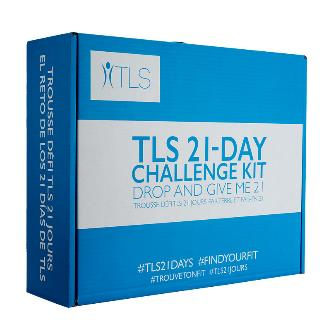 TLS
TLS 21-DAY
CHALLENGE KIT
DROP AND GIVE ME 21
TROUSSE DÉFI TLS 21 JOURS
#TLS21DAYS #FINDYOURFIT
#TROUVETONFIT #TLS21JOURS
TROUSSE DÉFI TLS 21 JOURS
EL RETO DE LOS 21 DÍAS DE TLS